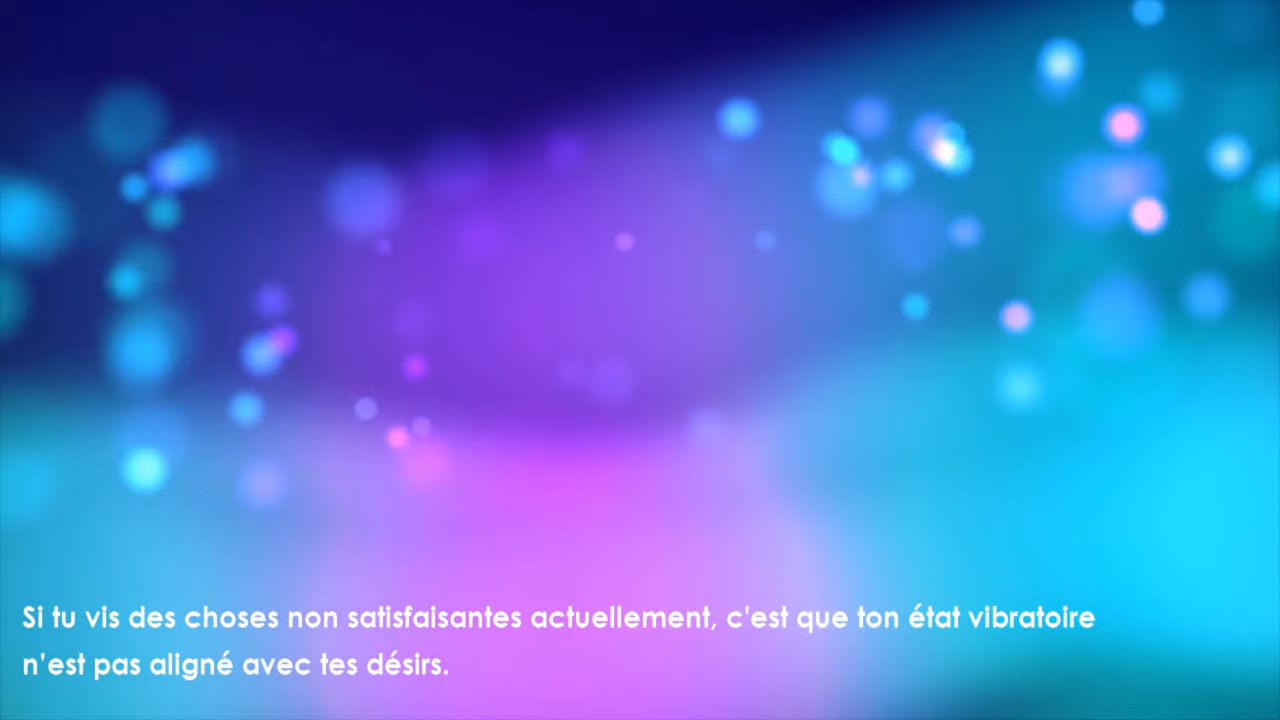 Si tu vis des choses non satisfaisantes actuellement, c'est que ton état vibratoire
n'est pas aligné avec tes désirs.